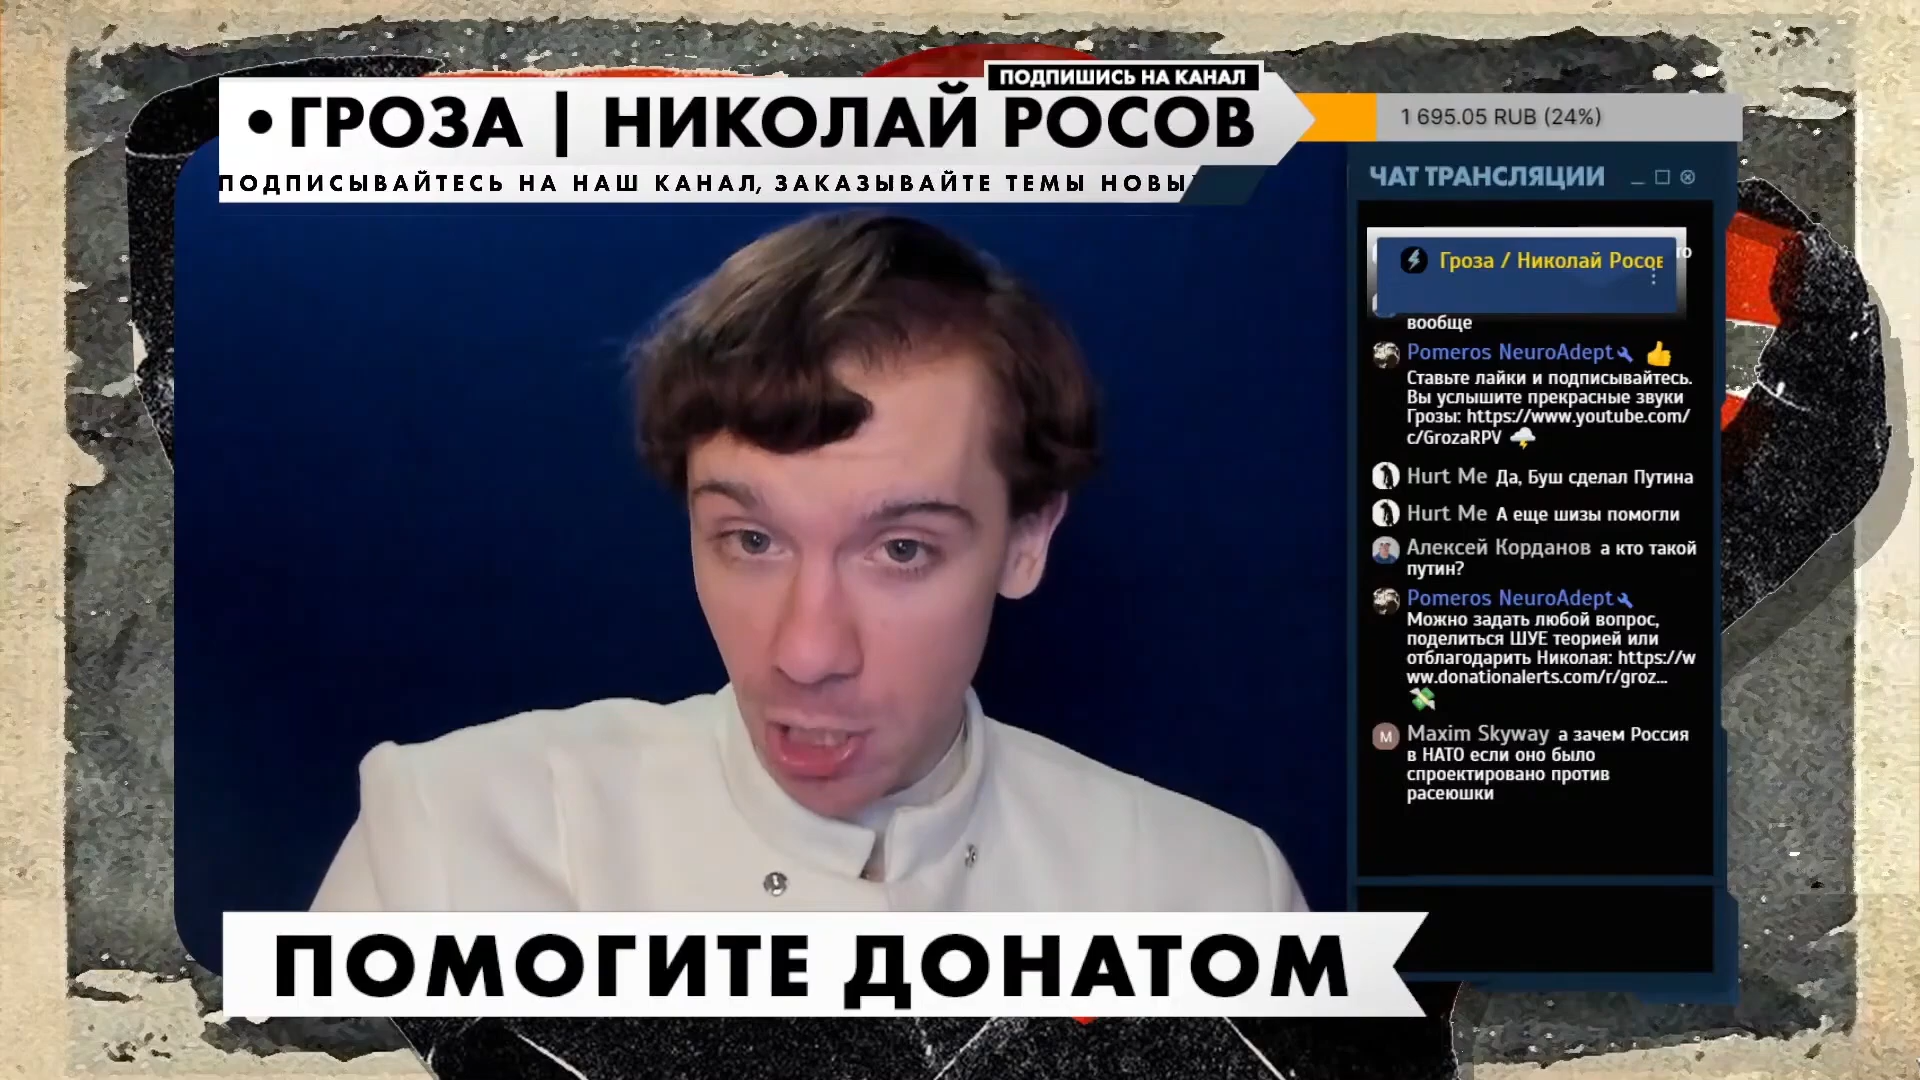 ПОДПИШИСЬ НА КАНАЛ
• ГРОЗА | НИКОЛАЙ РОСОВ
ПОДПИСЫВАЙТЕСЬ НА НАШ КАНАЛ, ЗАКАЗЫВАЙТЕ ТЕМЫ
1 695.05 RUB (24%)
ЧАТ ТРАНСЛЯЦИИ
Гроза / Николай Росов
вообще
Pomeros NeuroAdept 👍
Ставьте лайки и подписывайтесь.
Вы услышите прекрасные звуки
Грозы: https://www.youtube.com/
c/GrozaRPV 🌩
Hurt Me Да, Буш сделал Путина
Hurt Me А еще шизы помогли
Алексей Корданов а кто такой
путин?
Pomeros NeuroAdept
Можно задать любой вопрос,
поделиться ШУЕ теорией или
отблагодарить Николая: https://w
ww.donationalerts.com/r/groz...
💸
M Maxim Skyway а зачем Россия
в НАТО если оно было
спроектировано против
расеюшки
ПОМОГИТЕ ДОНАТОМ